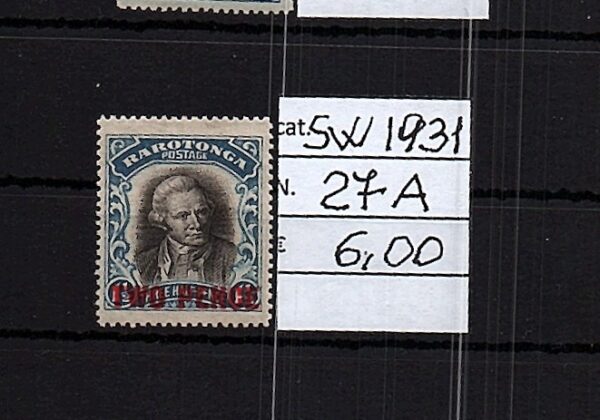 RAROTONGA
POSTAGE
TWO PENCE
cat. SW 1931
N. 27A
€ 6,00